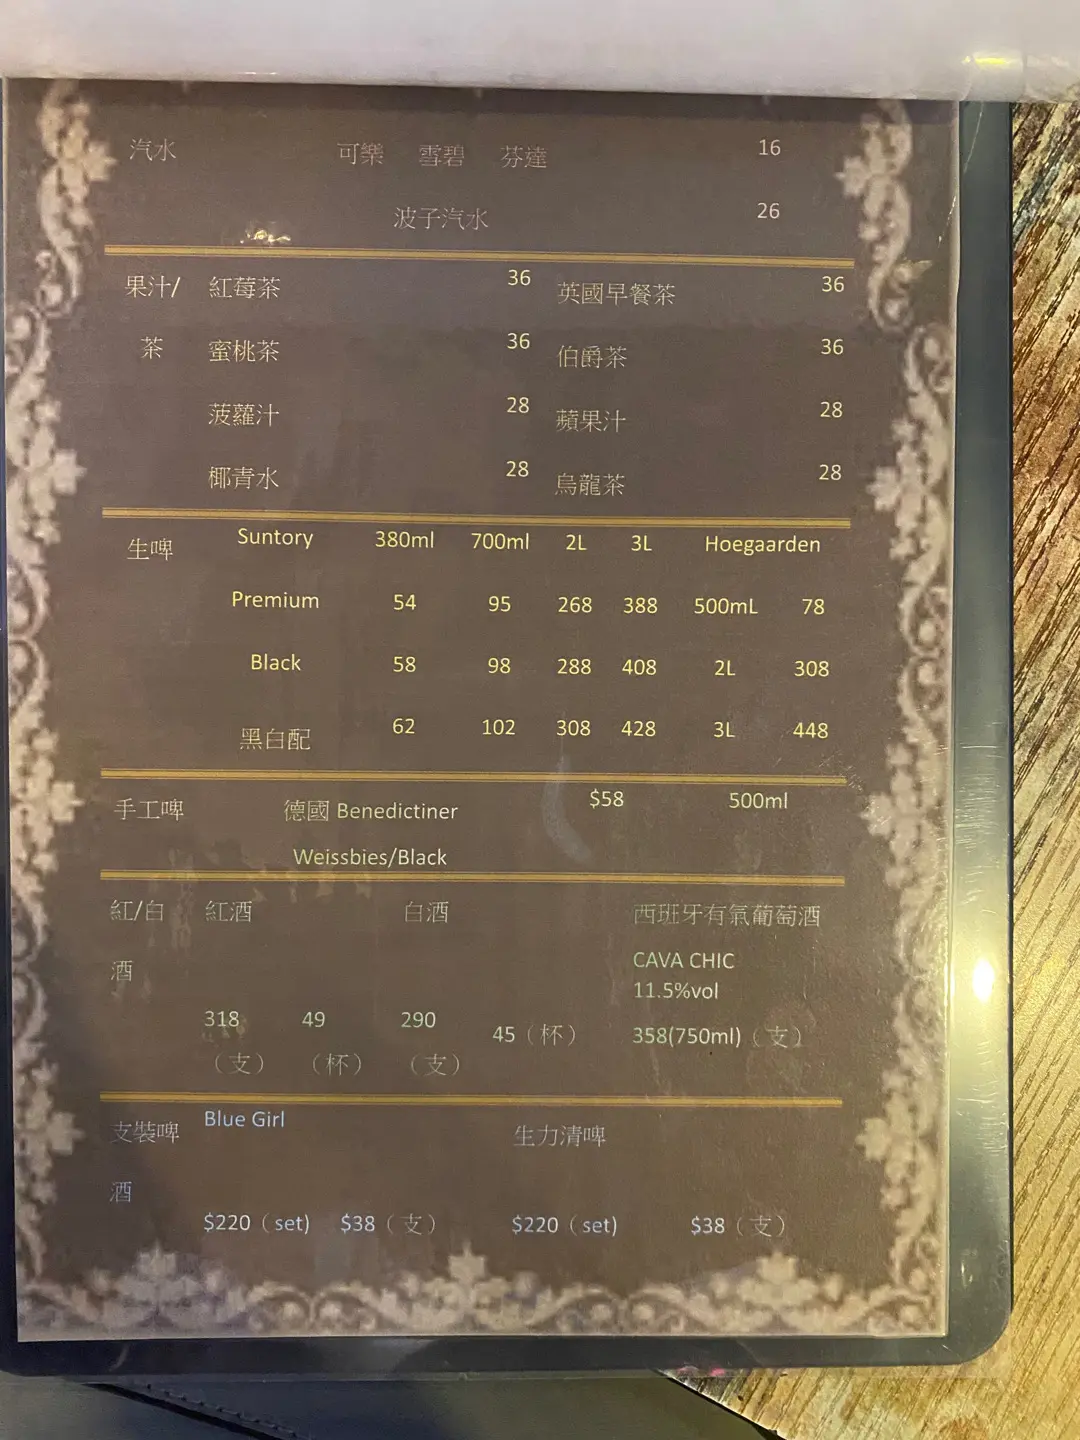 汽水 可樂 雪碧 芬達 16
波子汽水 26
果汁/ 紅莓茶 36 英國早餐茶 36
茶 蜜桃茶 36 伯爵茶 36
菠蘿汁 28 蘋果汁 28
椰青水 28 烏龍茶 28
生啤 Suntory 380ml 700ml 2L 3L Hoegaarden
Premium 54 95 268 388 500mL 78
Black 58 98 288 408 2L 308
黑白配 62 102 308 428 3L 448
手工啤 德國 Benedictiner $58 500ml
Weissbies/Black
紅/白 紅酒 白酒 西班牙有氣葡萄酒
酒 CAVA CHIC
11.5%vol
318 49 290 45（杯） 358(750ml)（支）
（支） （杯） （支）
支裝啤 Blue Girl 生力清啤
酒
$220（set) $38（支） $220（set) $38（支）